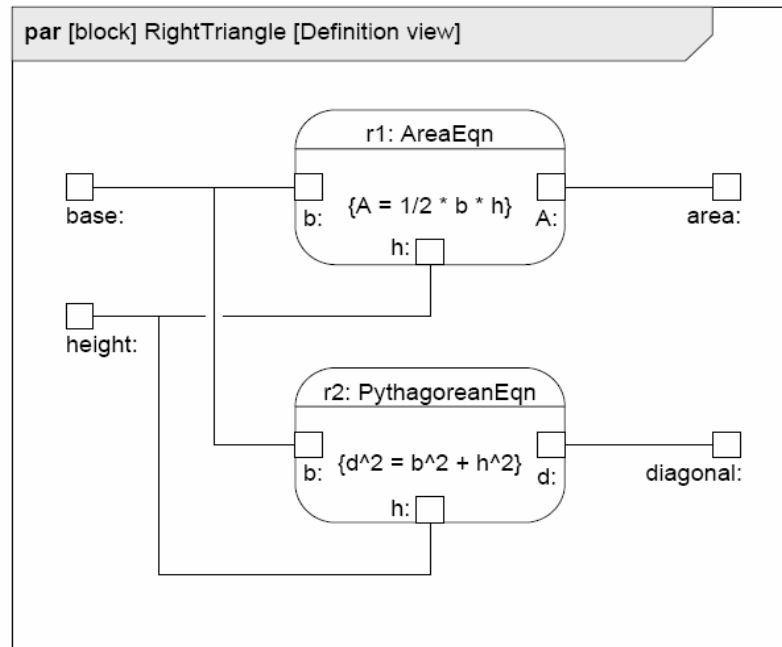 par [block] RightTriangle [Definition view]
r1: AreaEqn
base:
b:
{A = 1/2 * b * h}
A:
area:
h:
height:
r2: PythagoreanEqn
b:
{d^2 = b^2 + h^2}
d:
diagonal:
h: